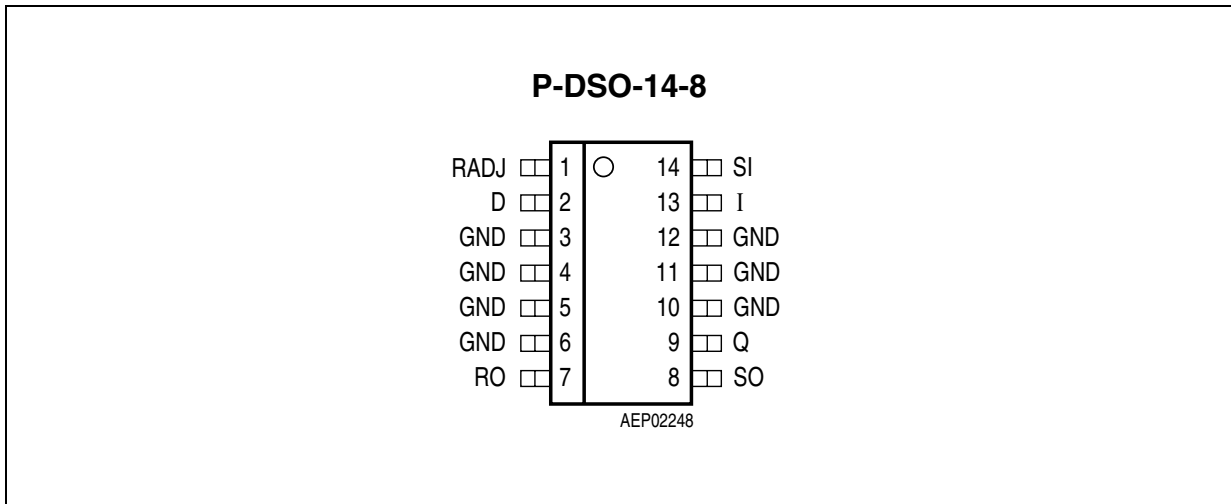 P-DSO-14-8
RADJ 1 14 SI
D 2 13 I
GND 3 12 GND
GND 4 11 GND
GND 5 10 GND
GND 6 9 Q
RO 7 8 SO
AEP02248